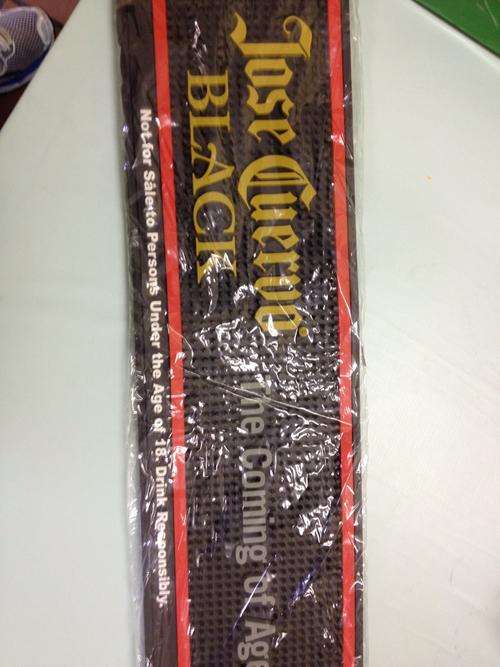 Jose Cuervo
BLACK
The Coming of Age
Not for Sale to Persons Under the Age of 18. Drink Responsibly.